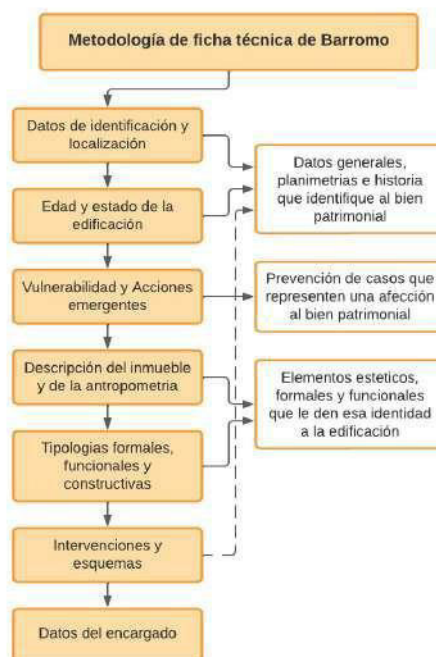 Metodología de ficha técnica de Barromo
Datos de identificación y
localización
Datos generales,
planimetrias e historia
que identifique al bien
patrimonial
Edad y estado de la
edificación
Vulnerabilidad y Acciones
emergentes
Prevención de casos que
representen una afección
al bien patrimonial
Descripción del inmueble
y de la antropometria
Elementos esteticos,
formales y funcionales
que le den esa identidad
a la edificación
Tipologias formales,
funcionales y
constructivas
Intervenciones y
esquemas
Datos del encargado